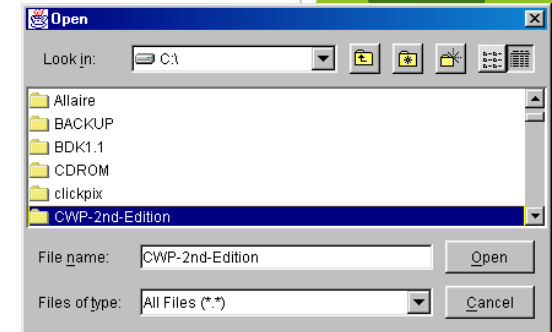 Open
Look in: C:\
Allaire
BACKUP
BDK1.1
CDROM
clickpix
CWP-2nd-Edition
File name: CWP-2nd-Edition Open
Files of type: All Files (*.*) Cancel